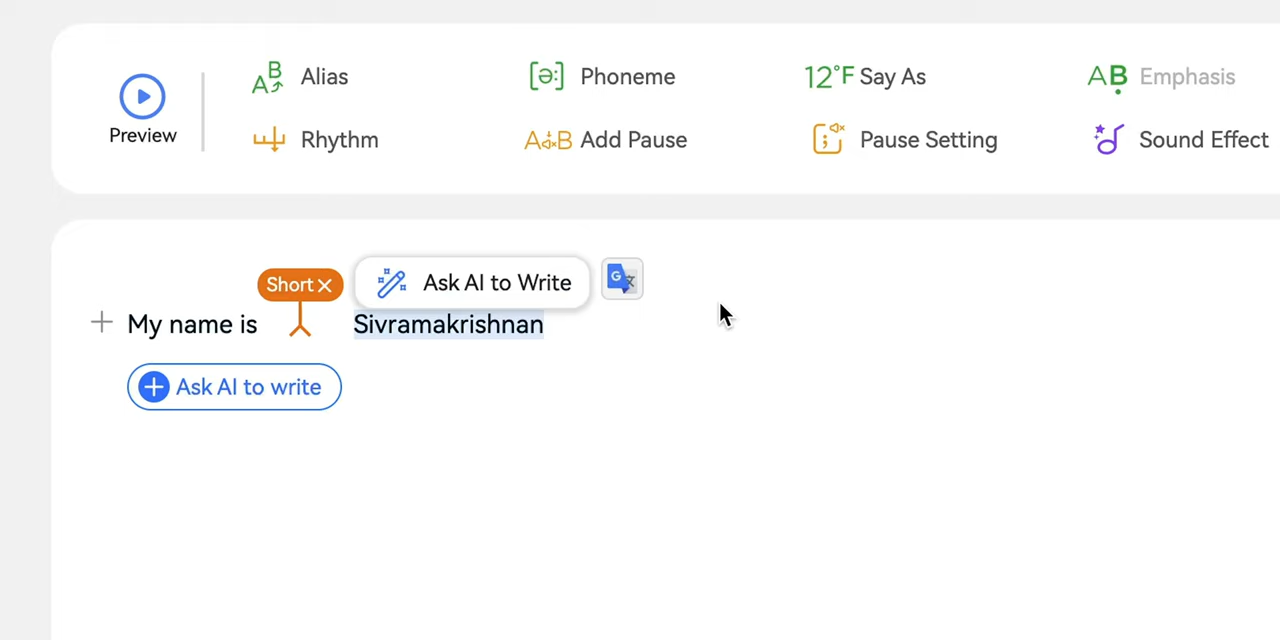 Preview
Alias
Phoneme
12°F Say As
AB Emphasis
Rhythm
A B Add Pause
Pause Setting
Sound Effect
Short
Ask AI to Write
My name is Sivramakrishnan
Ask AI to write